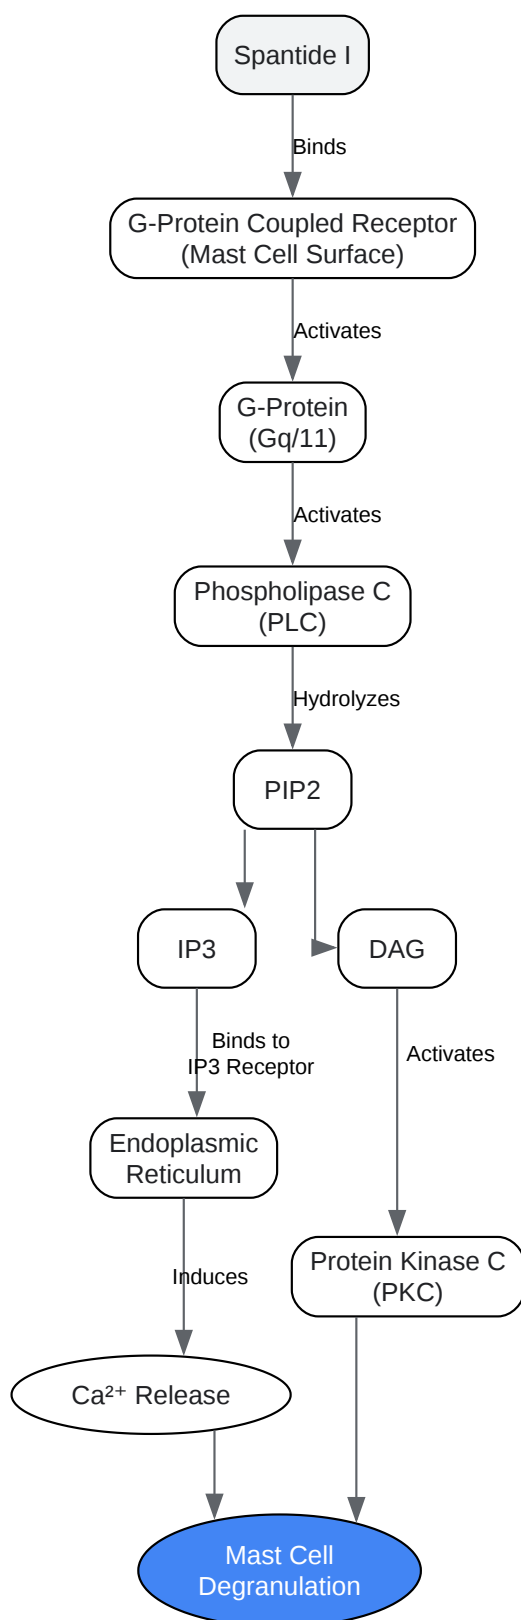 Spantide I
Binds
G-Protein Coupled Receptor
(Mast Cell Surface)
Activates
G-Protein
(Gq/11)
Activates
Phospholipase C
(PLC)
Hydrolyzes
PIP2
IP3
DAG
Binds to
IP3 Receptor
Activates
Endoplasmic
Reticulum
Induces
Protein Kinase C
(PKC)
Ca²⁺ Release
Mast Cell
Degranulation